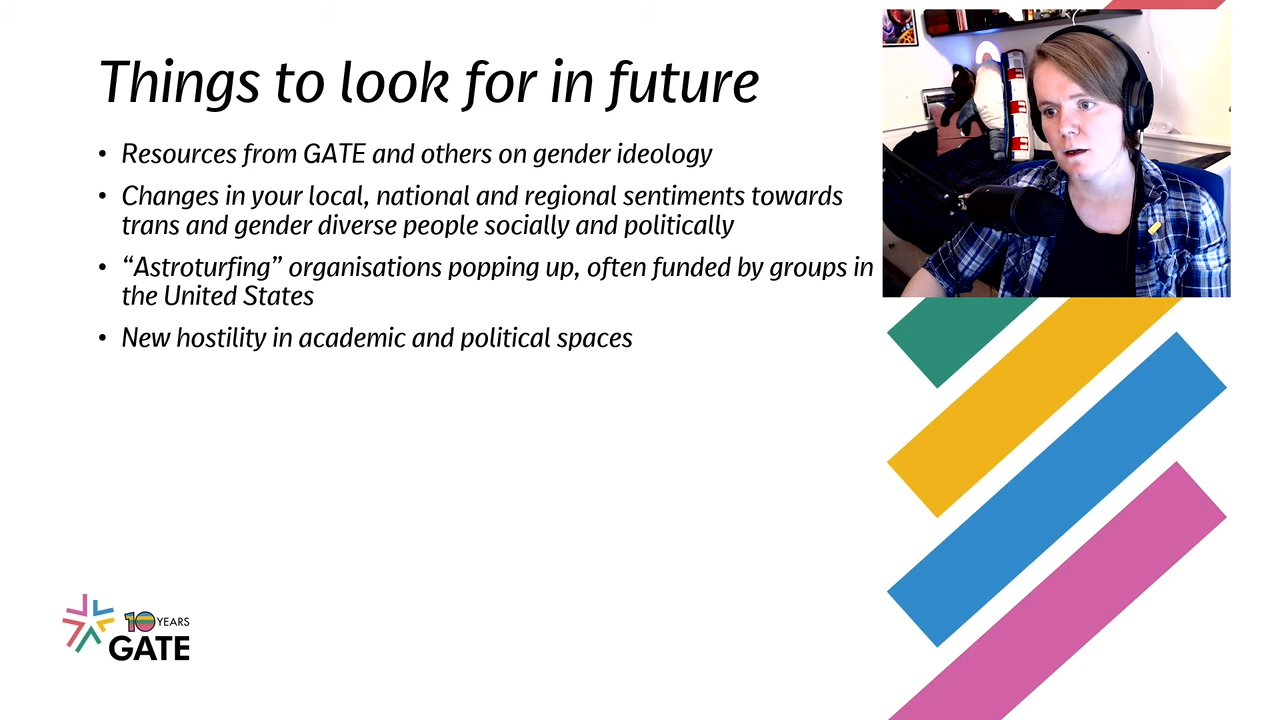 Things to look for in future
• Resources from GATE and others on gender ideology
• Changes in your local, national and regional sentiments towards
trans and gender diverse people socially and politically
• “Astroturfing” organisations popping up, often funded by groups in
the United States
• New hostility in academic and political spaces
10 YEARS
GATE